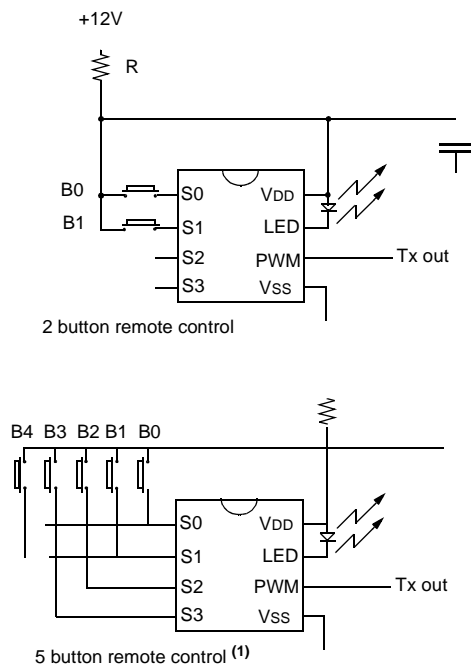 +12V
R
B0
B1
S0
S1
S2
S3
VDD
LED
PWM
VSS
Tx out
2 button remote control
B4 B3 B2 B1 B0
S0
S1
S2
S3
VDD
LED
PWM
VSS
Tx out
5 button remote control (1)